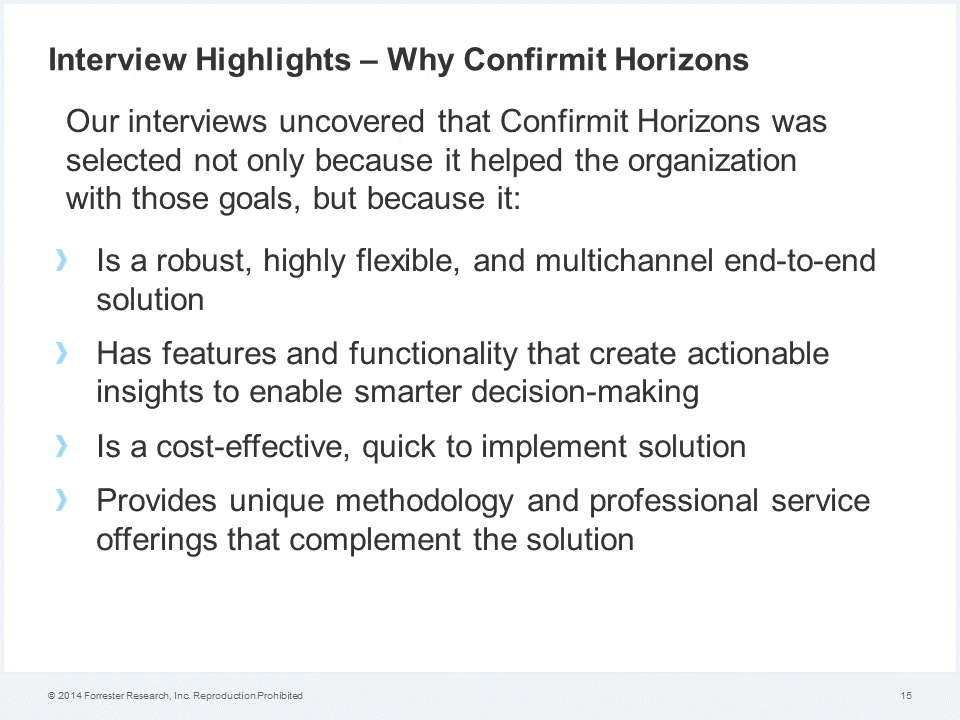 Interview Highlights – Why Confirmit Horizons
Our interviews uncovered that Confirmit Horizons was
selected not only because it helped the organization
with those goals, but because it:
Is a robust, highly flexible, and multichannel end-to-end
solution
Has features and functionality that create actionable
insights to enable smarter decision-making
Is a cost-effective, quick to implement solution
Provides unique methodology and professional service
offerings that complement the solution
© 2014 Forrester Research, Inc. Reproduction Prohibited
15